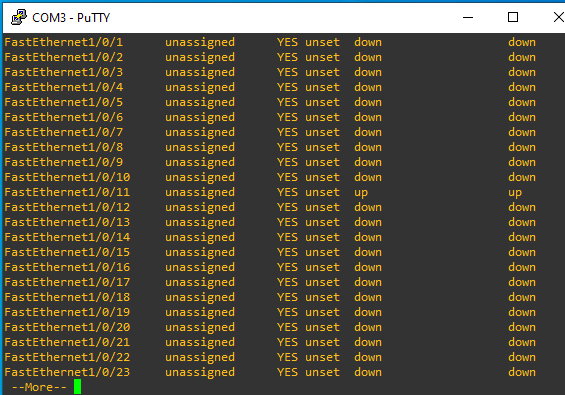 COM3 - PuTTY
FastEthernet1/0/1 unassigned YES unset down down
FastEthernet1/0/2 unassigned YES unset down down
FastEthernet1/0/3 unassigned YES unset down down
FastEthernet1/0/4 unassigned YES unset down down
FastEthernet1/0/5 unassigned YES unset down down
FastEthernet1/0/6 unassigned YES unset down down
FastEthernet1/0/7 unassigned YES unset down down
FastEthernet1/0/8 unassigned YES unset down down
FastEthernet1/0/9 unassigned YES unset down down
FastEthernet1/0/10 unassigned YES unset down down
FastEthernet1/0/11 unassigned YES unset up up
FastEthernet1/0/12 unassigned YES unset down down
FastEthernet1/0/13 unassigned YES unset down down
FastEthernet1/0/14 unassigned YES unset down down
FastEthernet1/0/15 unassigned YES unset down down
FastEthernet1/0/16 unassigned YES unset down down
FastEthernet1/0/17 unassigned YES unset down down
FastEthernet1/0/18 unassigned YES unset down down
FastEthernet1/0/19 unassigned YES unset down down
FastEthernet1/0/20 unassigned YES unset down down
FastEthernet1/0/21 unassigned YES unset down down
FastEthernet1/0/22 unassigned YES unset down down
FastEthernet1/0/23 unassigned YES unset down down
--More--